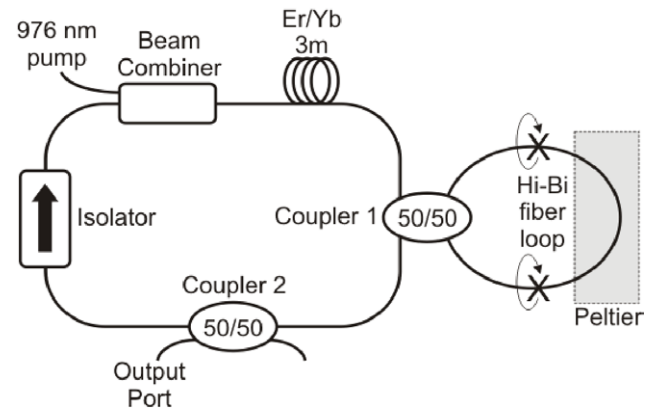 976 nm
pump
Beam
Combiner
Er/Yb
3m
Isolator
Coupler 1
50/50
Hi-Bi
fiber
loop
Peltier
Coupler 2
50/50
Output
Port